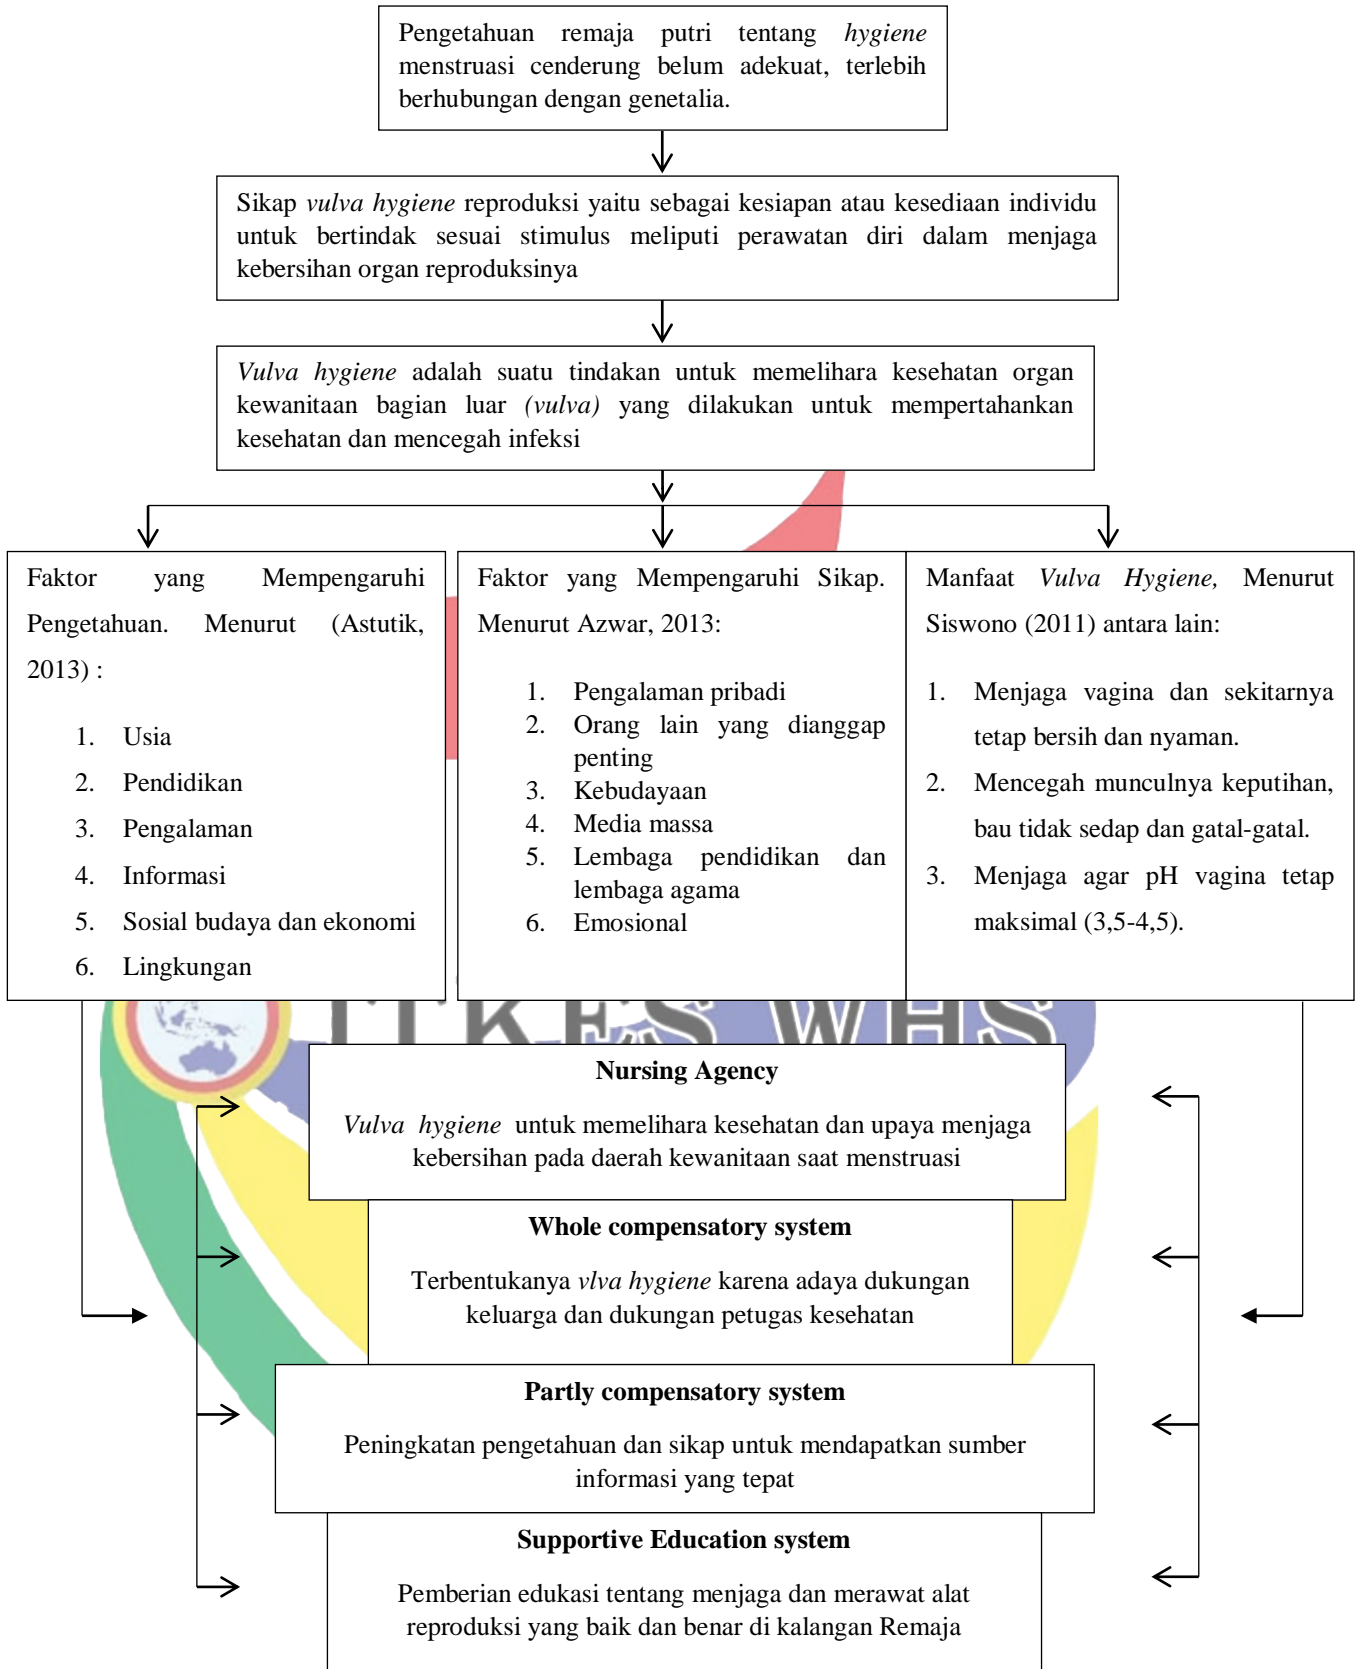 Pengetahuan remaja putri tentang hygiene
menstruasi cenderung belum adekuat, terlebih
berhubungan dengan genetalia.
Sikap vulva hygiene reproduksi yaitu sebagai kesiapan atau kesediaan individu
untuk bertindak sesuai stimulus meliputi perawatan diri dalam menjaga
kebersihan organ reproduksinya
Vulva hygiene adalah suatu tindakan untuk memelihara kesehatan organ
kewanitaan bagian luar (vulva) yang dilakukan untuk mempertahankan
kesehatan dan mencegah infeksi
Faktor yang Mempengaruhi
Pengetahuan. Menurut (Astutik,
2013) :
1. Usia
2. Pendidikan
3. Pengalaman
4. Informasi
5. Sosial budaya dan ekonomi
6. Lingkungan
Faktor yang Mempengaruhi Sikap.
Menurut Azwar, 2013:
1. Pengalaman pribadi
2. Orang lain yang dianggap
penting
3. Kebudayaan
4. Media massa
5. Lembaga pendidikan dan
lembaga agama
6. Emosional
Manfaat Vulva Hygiene, Menurut
Siswono (2011) antara lain:
1. Menjaga vagina dan sekitarnya
tetap bersih dan nyaman.
2. Mencegah munculnya keputihan,
bau tidak sedap dan gatal-gatal.
3. Menjaga agar pH vagina tetap
maksimal (3,5-4,5).
ITKES WHS
Nursing Agency
Vulva hygiene untuk memelihara kesehatan dan upaya menjaga
kebersihan pada daerah kewanitaan saat menstruasi
Whole compensatory system
Terbentukanya vlva hygiene karena adaya dukungan
keluarga dan dukungan petugas kesehatan
Partly compensatory system
Peningkatan pengetahuan dan sikap untuk mendapatkan sumber
informasi yang tepat
Supportive Education system
Pemberian edukasi tentang menjaga dan merawat alat
reproduksi yang baik dan benar di kalangan Remaja